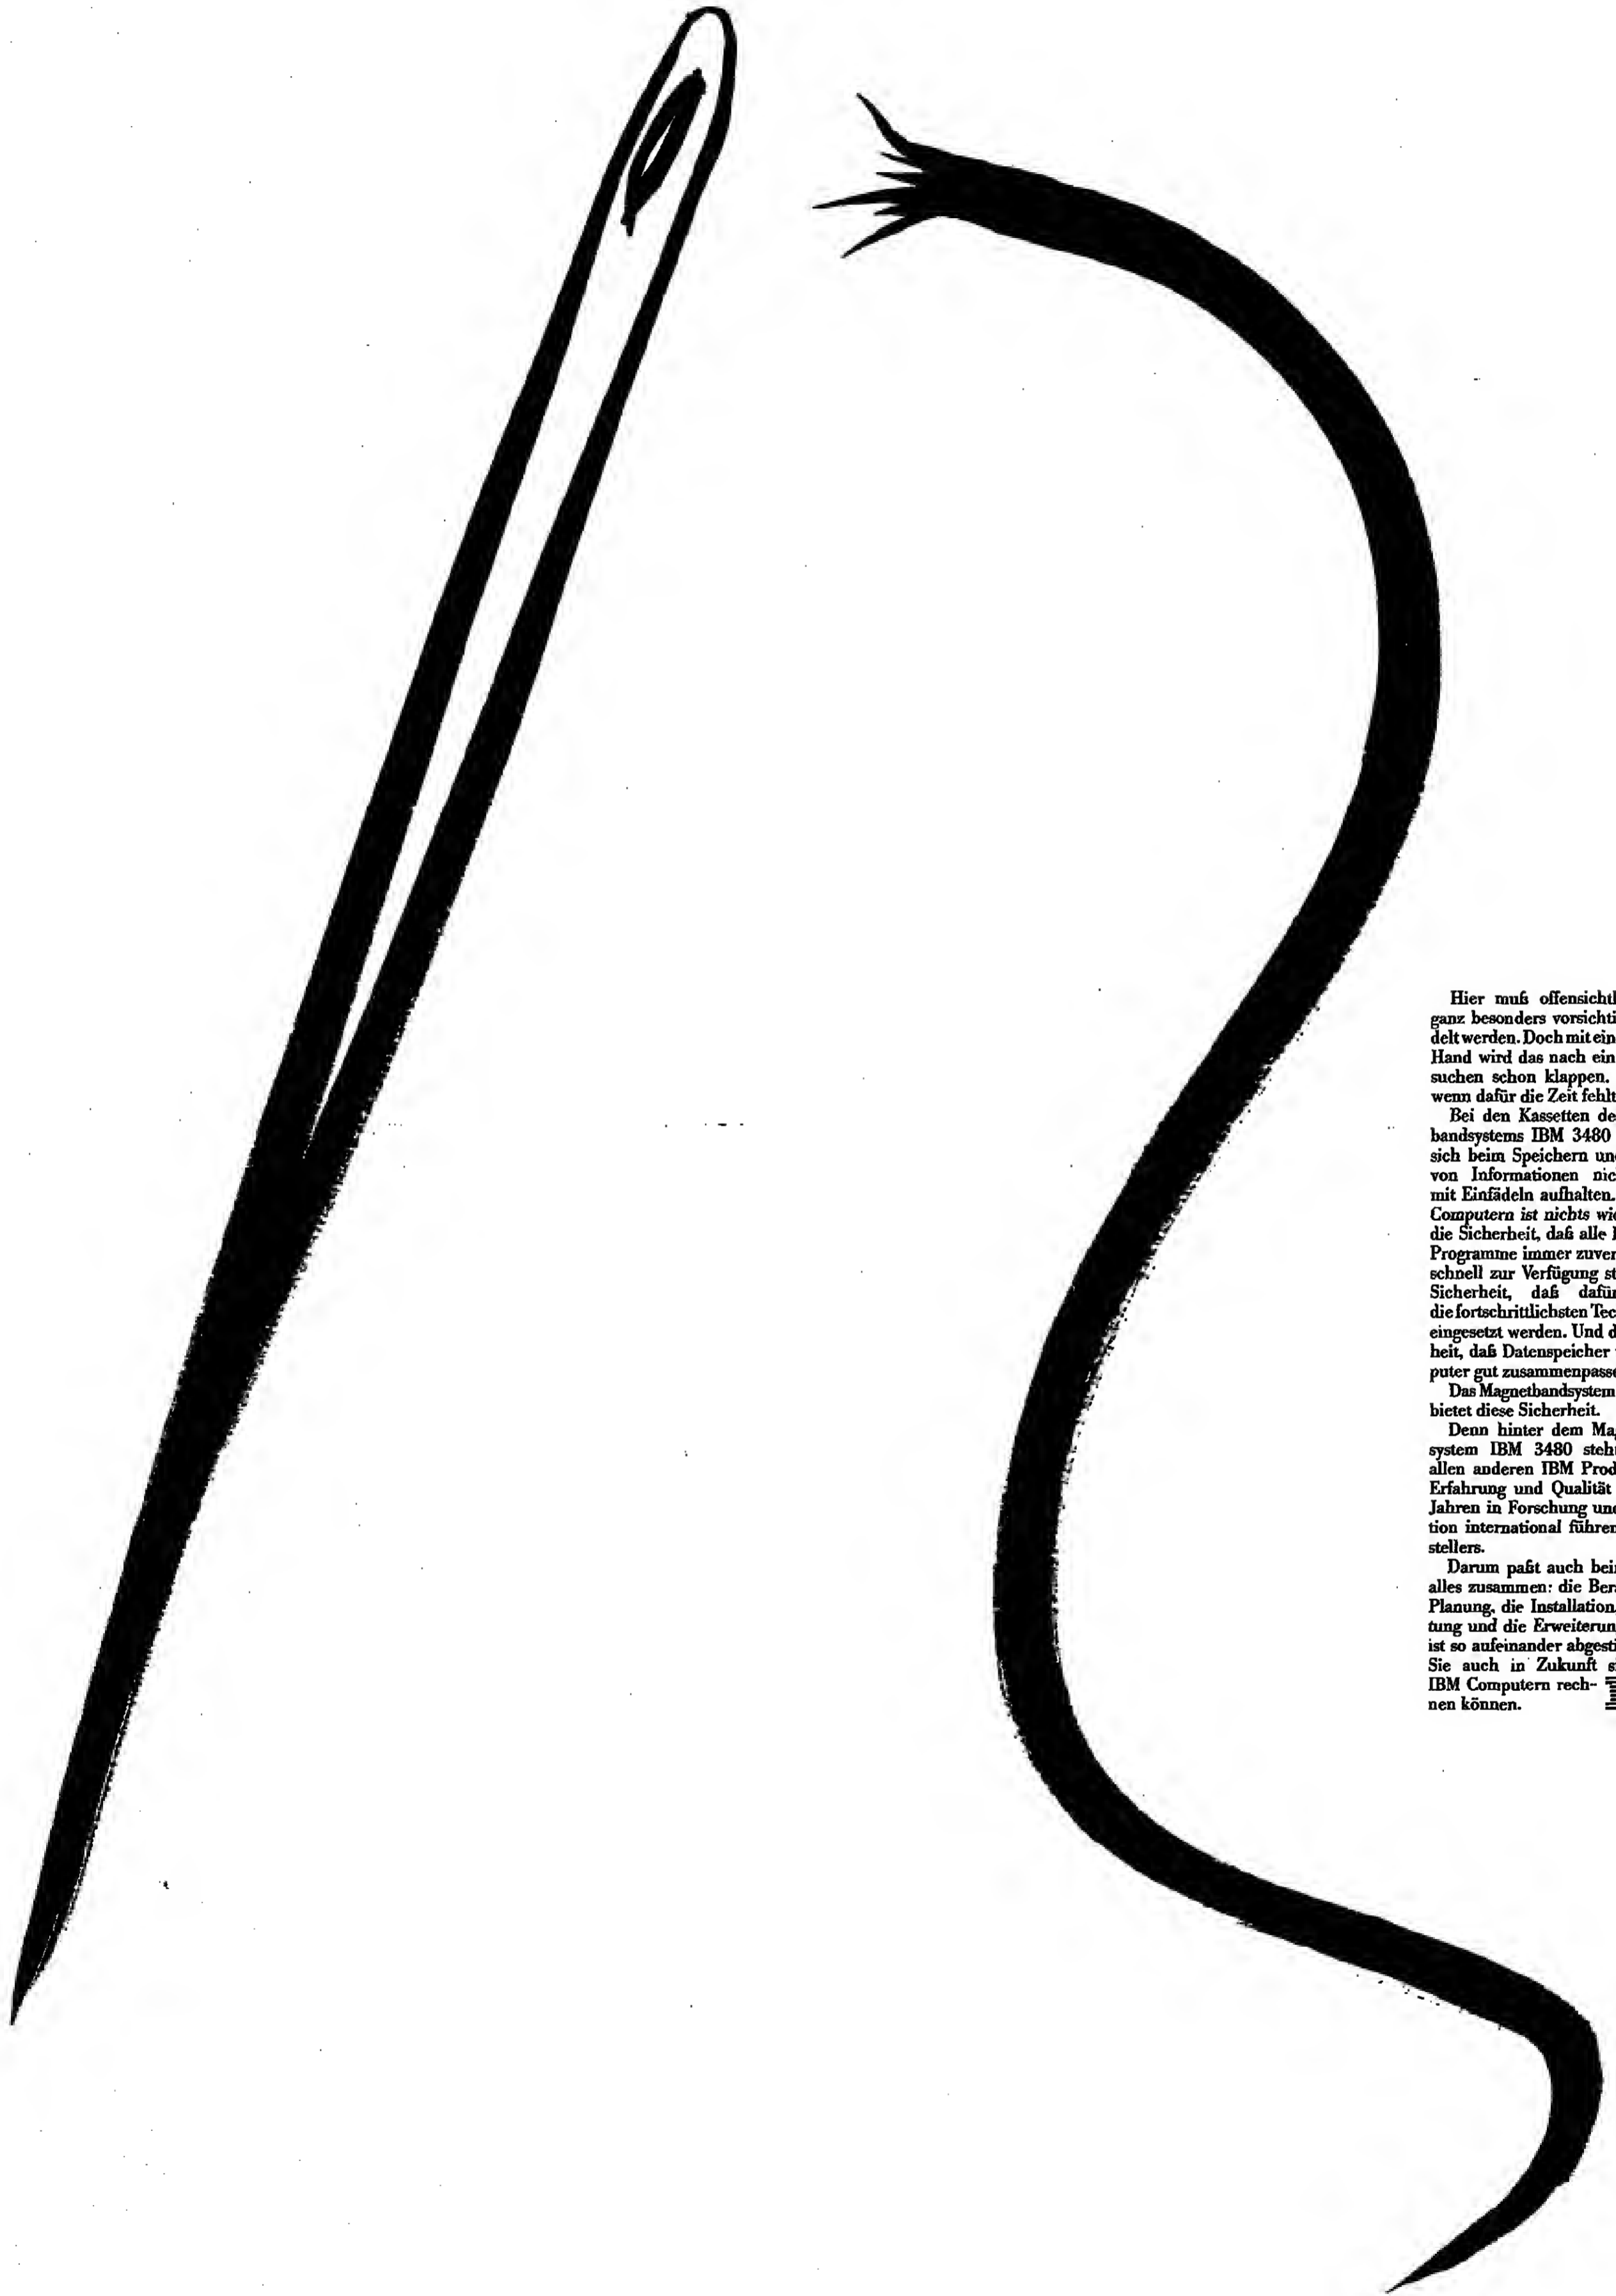 Hier muß offensichtl
ganz besonders vorsichti
delt werden. Doch mit ein
Hand wird das nach ein
suchen schon klappen.
wenn dafür die Zeit fehlt
Bei den Kassetten de
bandsystems IBM 3480
sich beim Speichern un
von Informationen nic
mit Einfädeln aufhalten.
Computern ist nichts wi
die Sicherheit, daß alle
Programme immer zuver
schnell zur Verfügung st
Sicherheit, daß dafü
die fortschrittlichsten Tec
eingesetzt werden. Und d
heit, daß Datenspeicher
puter gut zusammenpass
Das Magnetbandsystem
bietet diese Sicherheit.
Denn hinter dem Ma
system IBM 3480 steh
allen anderen IBM Prod
Erfahrung und Qualität
Jahren in Forschung un
tion international führer
stellers.
Darum paßt auch bei
alles zusammen: die Ber
Planung, die Installation,
tung und die Erweiterun
ist so aufeinander abgesti
Sie auch in Zukunft s
IBM Computern rech-
nen können.